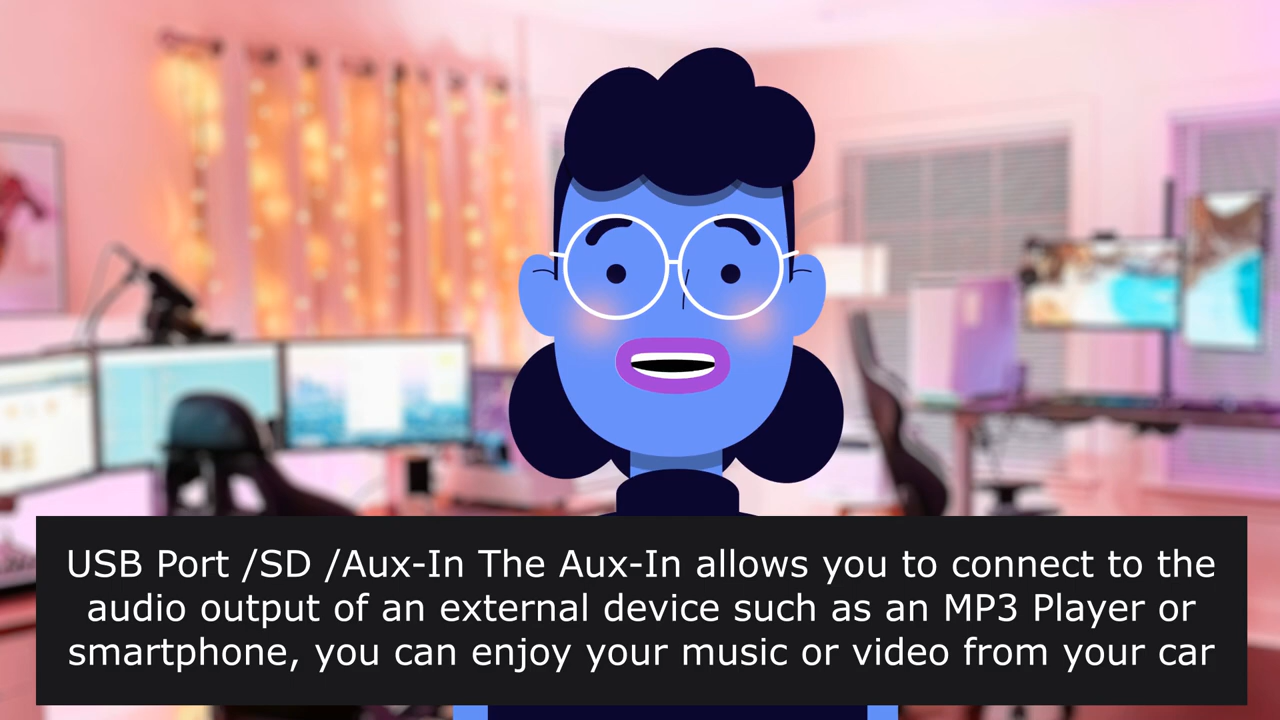 USB Port /SD /Aux-In The Aux-In allows you to connect to the
audio output of an external device such as an MP3 Player or
smartphone, you can enjoy your music or video from your car